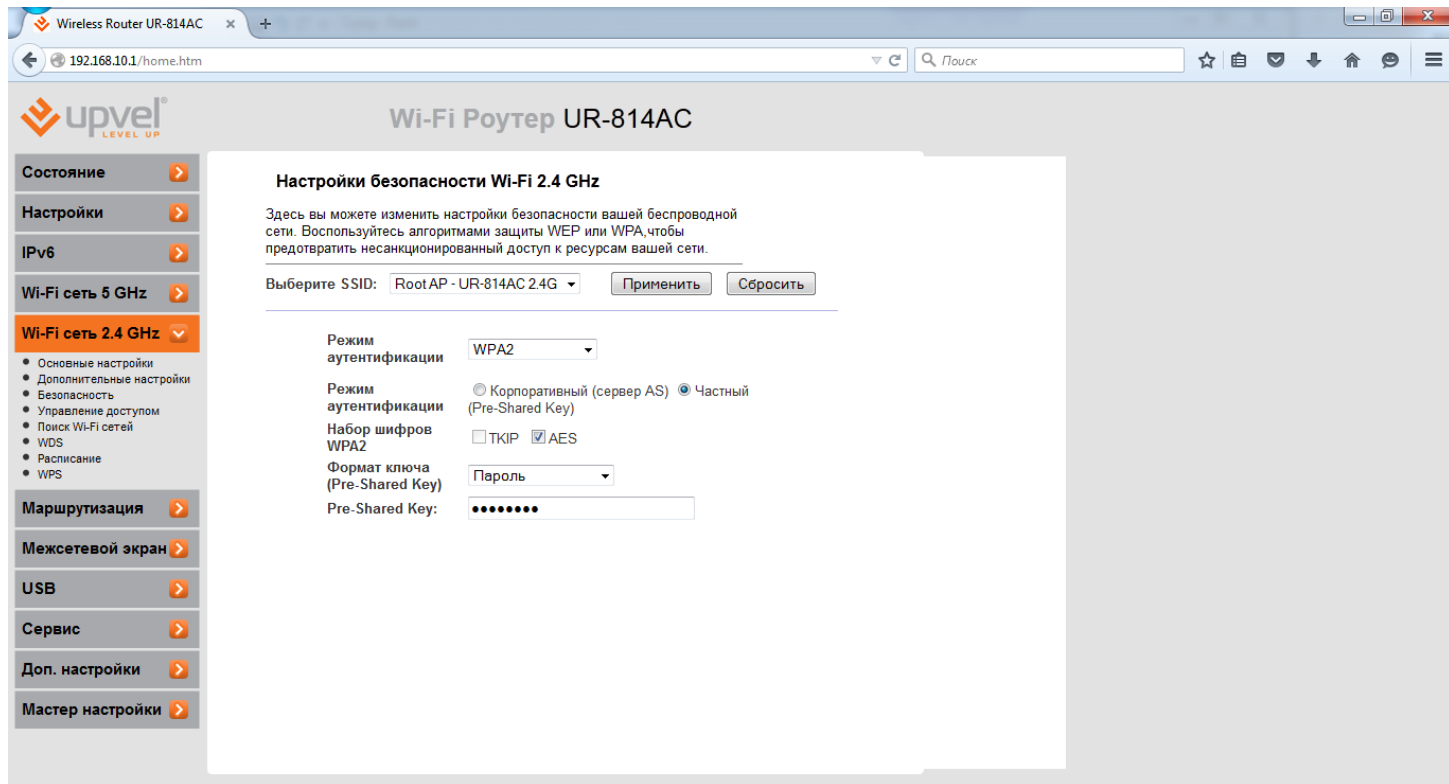 Wireless Router UR-814AC
192.168.10.1/home.htm
Поиск
upvel®
LEVEL UP
Wi-Fi Роутер UR-814AC
Состояние
Настройки
IPv6
Wi-Fi сеть 5 GHz
Wi-Fi сеть 2.4 GHz
Основные настройки
Дополнительные настройки
Безопасность
Управление доступом
Поиск Wi-Fi сетей
WDS
Расписание
WPS
Маршрутизация
Межсетевой экран
USB
Сервис
Доп. настройки
Мастер настройки
Настройки безопасности Wi-Fi 2.4 GHz
Здесь вы можете изменить настройки безопасности вашей беспроводной
сети. Воспользуйтесь алгоритмами защиты WEP или WPA,чтобы
предотвратить несанкционированный доступ к ресурсам вашей сети.
Выберите SSID: Root AP - UR-814AC 2.4G Применить Сбросить
Режим
аутентификации WPA2
Режим
аутентификации Корпоративный (сервер AS) Частный
(Pre-Shared Key)
Набор шифров
WPA2 TKIP AES
Формат ключа
(Pre-Shared Key) Пароль
Pre-Shared Key: ••••••••